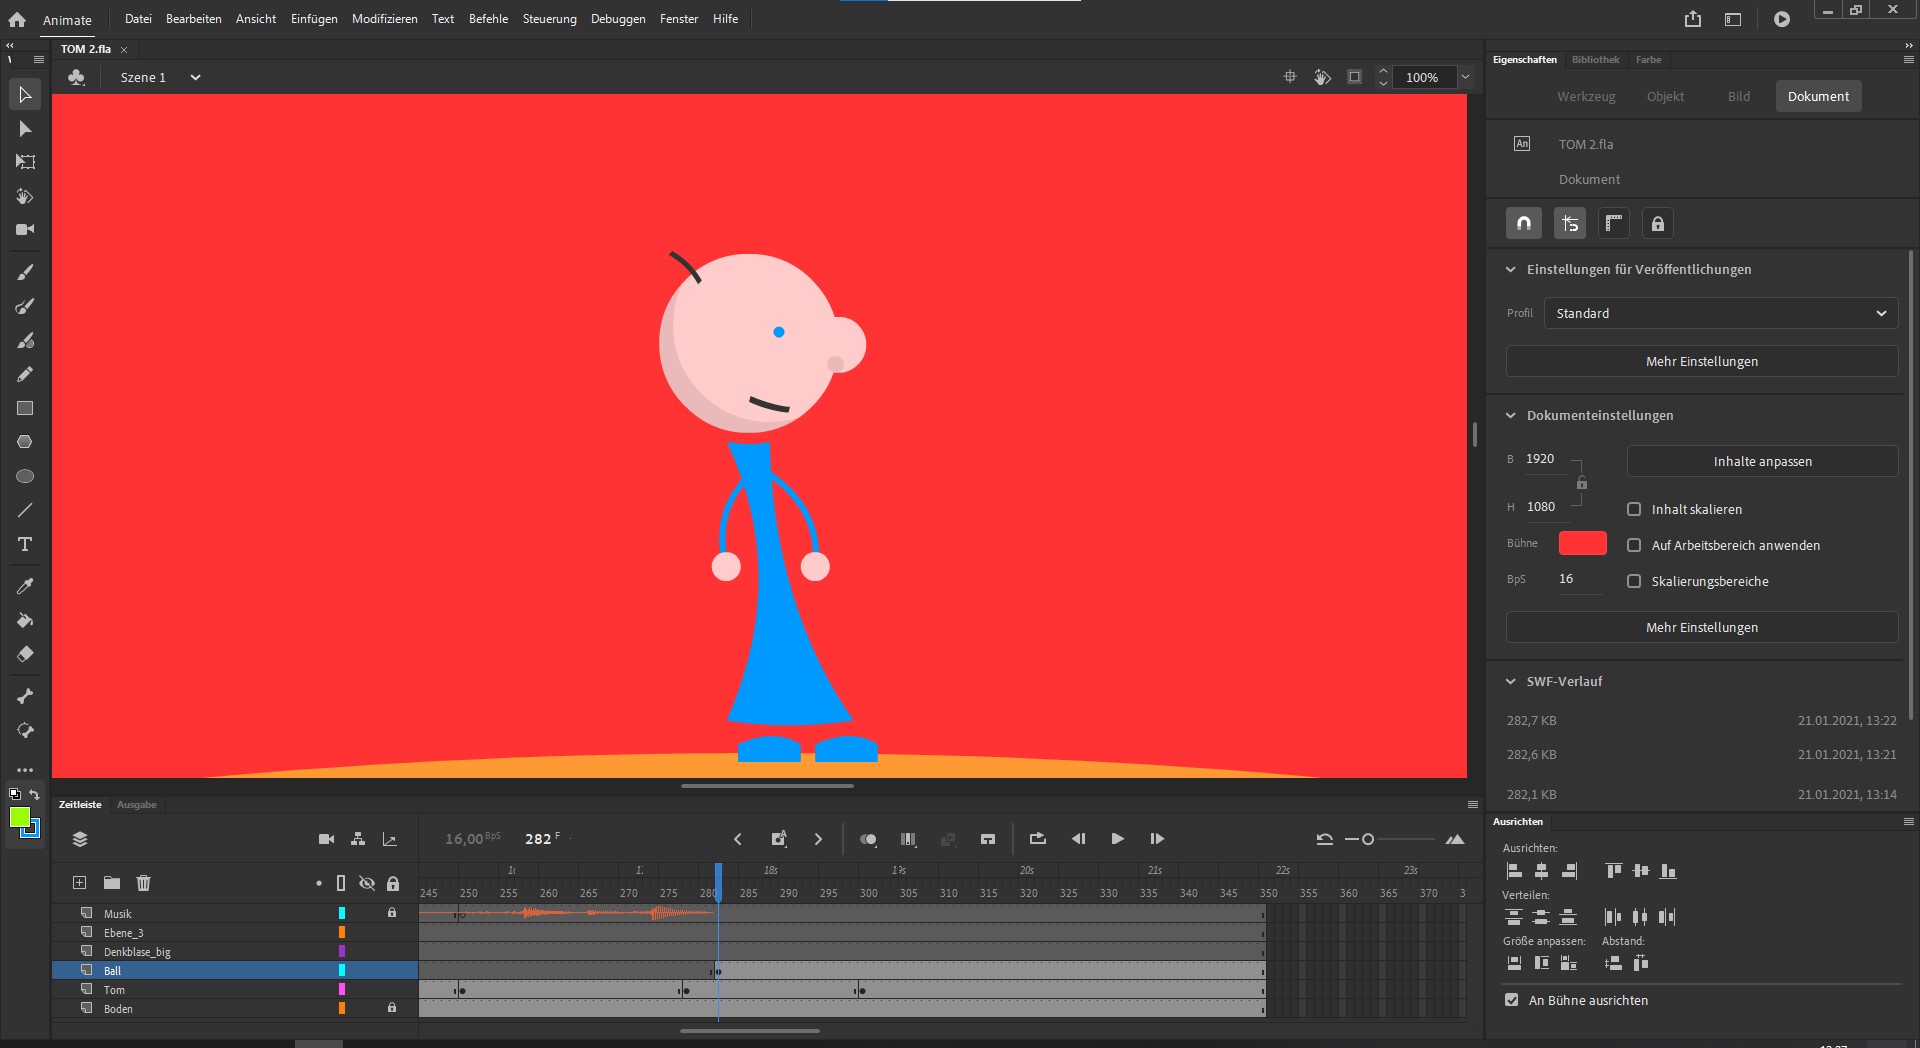 Animate Datei Bearbeiten Ansicht Einfügen Modifizieren Text Befehle Steuerung Debuggen Fenster Hilfe
TOM 2.fla
Szene 1
100%
Eigenschaften Bibliothek Farbe
Werkzeug Objekt Bild Dokument
An TOM 2.fla
Dokument
Einstellungen für Veröffentlichungen
Profil Standard
Mehr Einstellungen
Dokumenteinstellungen
B 1920 Inhalte anpassen
H 1080 Inhalt skalieren
Bühne Auf Arbeitsbereich anwenden
BpS 16 Skalierungsbereiche
Mehr Einstellungen
SWF-Verlauf
282,7 KB 21.01.2021, 13:22
282,6 KB 21.01.2021, 13:21
282,1 KB 21.01.2021, 13:14
Zeitleiste Ausgabe
16,00 BpS 282 F
18s 19s 20s 21s 22s 23s
245 250 255 260 265 270 275 280 285 290 295 300 305 310 315 320 325 330 335 340 345 350 355 360 365 370 3
Musik
Ebene_3
Denkblase_big
Ball
Tom
Boden
Ausrichten
Ausrichten:
Verteilen:
Größe anpassen: Abstand:
An Bühne ausrichten